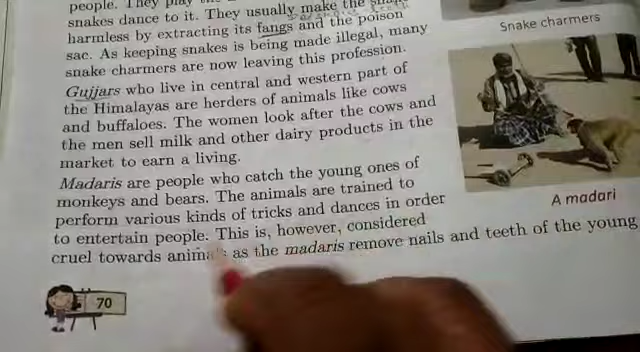 people. They play the
snakes dance to it. They usually make the
harmless by extracting its fangs and the poison
sac. As keeping snakes is being made illegal, many
snake charmers are now leaving this profession.
Gujjars who live in central and western part of
the Himalayas are herders of animals like cows
and buffaloes. The women look after the cows and
the men sell milk and other dairy products in the
market to earn a living.
Madaris are people who catch the young ones of
monkeys and bears. The animals are trained to
perform various kinds of tricks and dances in order
to entertain people. This is, however, considered
cruel towards animals as the madaris remove nails and teeth of the young
70
Snake charmers
A madari